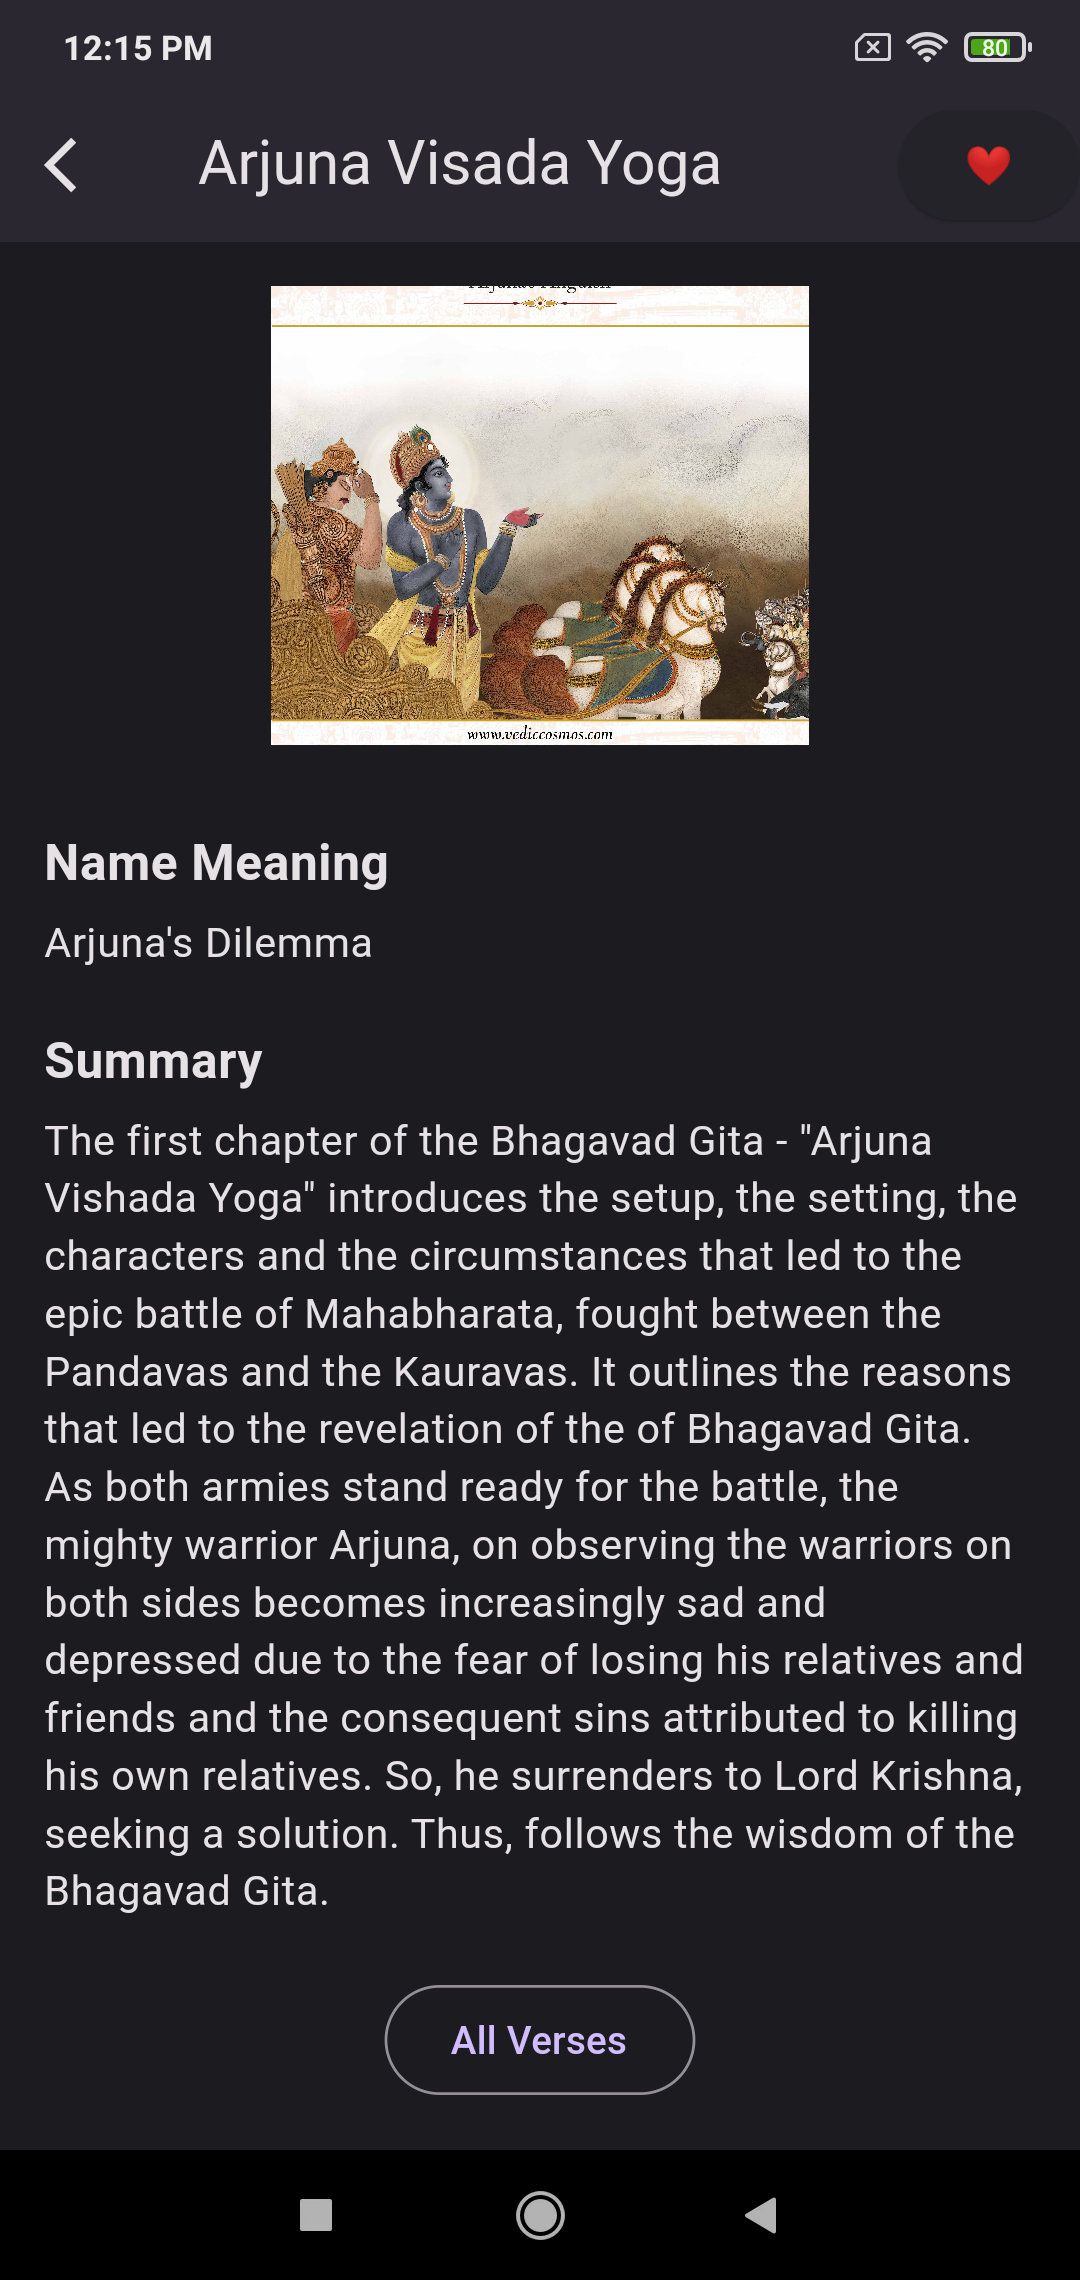 12:15 PM
80
Arjuna Visada Yoga
www.vediccosmos.com
Name Meaning
Arjuna's Dilemma
Summary
The first chapter of the Bhagavad Gita - "Arjuna
Vishada Yoga" introduces the setup, the setting, the
characters and the circumstances that led to the
epic battle of Mahabharata, fought between the
Pandavas and the Kauravas. It outlines the reasons
that led to the revelation of the of Bhagavad Gita.
As both armies stand ready for the battle, the
mighty warrior Arjuna, on observing the warriors on
both sides becomes increasingly sad and
depressed due to the fear of losing his relatives and
friends and the consequent sins attributed to killing
his own relatives. So, he surrenders to Lord Krishna,
seeking a solution. Thus, follows the wisdom of the
Bhagavad Gita.
All Verses